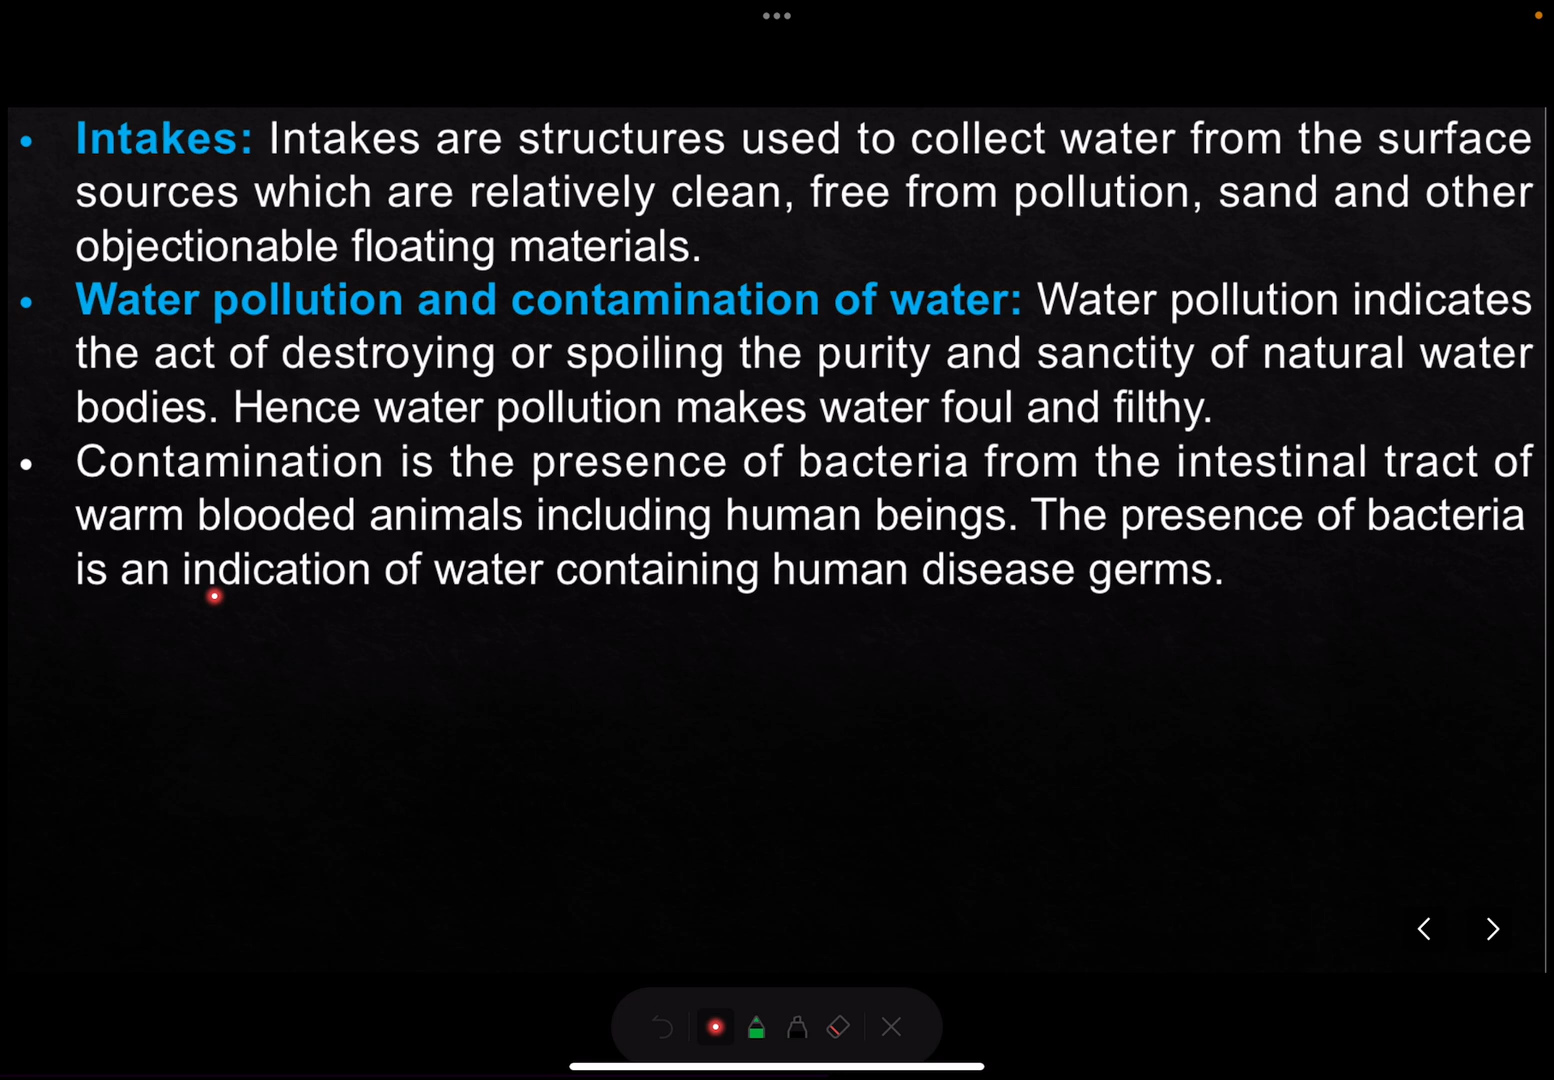 • Intakes: Intakes are structures used to collect water from the surface
sources which are relatively clean, free from pollution, sand and other
objectionable floating materials.
• Water pollution and contamination of water: Water pollution indicates
the act of destroying or spoiling the purity and sanctity of natural water
bodies. Hence water pollution makes water foul and filthy.
• Contamination is the presence of bacteria from the intestinal tract of
warm blooded animals including human beings. The presence of bacteria
is an indication of water containing human disease germs.